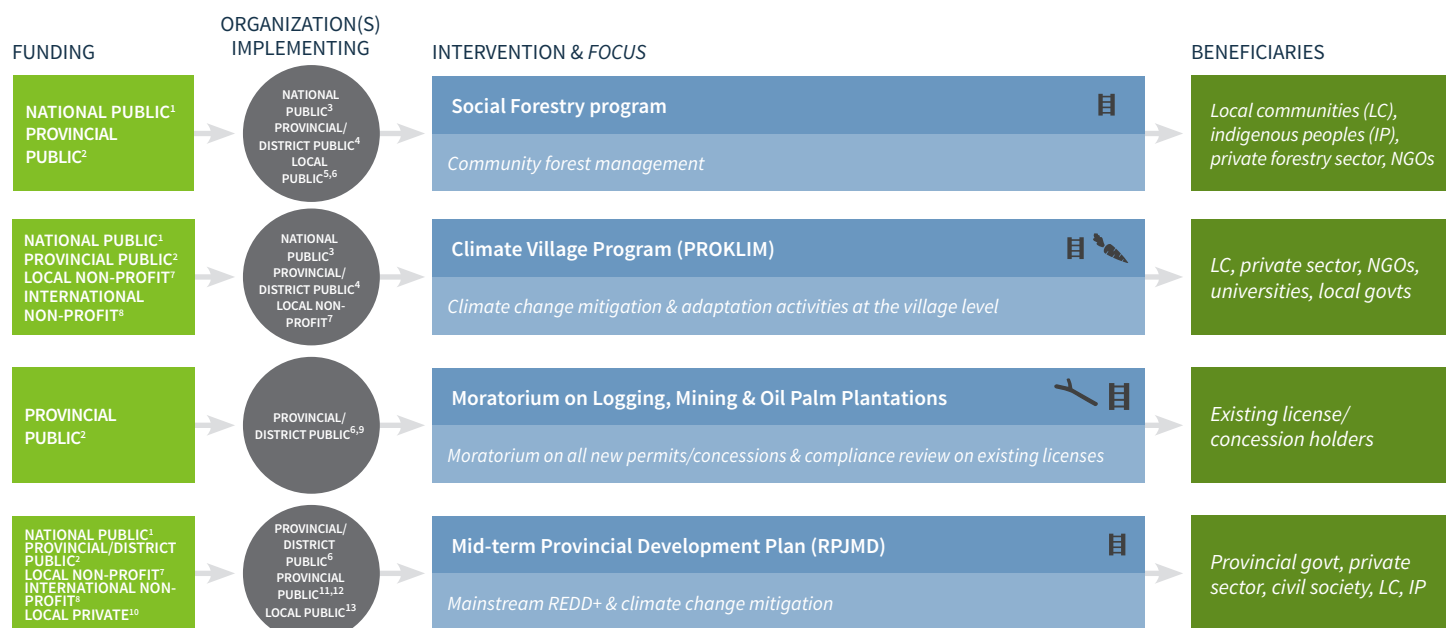 FUNDING
ORGANIZATION(S)
IMPLEMENTING
INTERVENTION & FOCUS
BENEFICIARIES
NATIONAL PUBLIC¹
PROVINCIAL
PUBLIC²
NATIONAL
PUBLIC³
PROVINCIAL/
DISTRICT PUBLIC⁴
LOCAL
PUBLIC⁵,⁶
Social Forestry program
Community forest management
Local communities (LC),
indigenous peoples (IP),
private forestry sector, NGOs
NATIONAL PUBLIC¹
PROVINCIAL PUBLIC²
LOCAL NON-PROFIT⁷
INTERNATIONAL
NON-PROFIT⁸
NATIONAL
PUBLIC³
PROVINCIAL/
DISTRICT PUBLIC⁴
LOCAL NON-
PROFIT⁷
Climate Village Program (PROKLIM)
Climate change mitigation & adaptation activities at the village level
LC, private sector, NGOs,
universities, local govts
PROVINCIAL
PUBLIC²
PROVINCIAL/
DISTRICT PUBLIC⁶,⁹
Moratorium on Logging, Mining & Oil Palm Plantations
Moratorium on all new permits/concessions & compliance review on existing licenses
Existing license/
concession holders
NATIONAL PUBLIC¹
PROVINCIAL/DISTRICT
PUBLIC²
LOCAL NON-PROFIT⁷
INTERNATIONAL NON-
PROFIT⁸
LOCAL PRIVATE¹⁰
PROVINCIAL/
DISTRICT
PUBLIC⁶
PROVINCIAL
PUBLIC¹¹,¹²
LOCAL PUBLIC¹³
Mid-term Provincial Development Plan (RPJMD)
Mainstream REDD+ & climate change mitigation
Provincial govt, private
sector, civil society, LC, IP